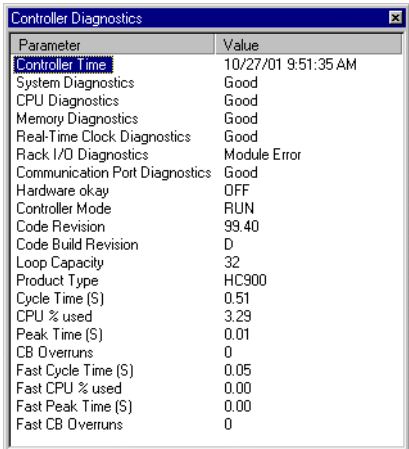 Controller Diagnostics
Parameter Value
Controller Time 10/27/01 9:51:35 AM
System Diagnostics Good
CPU Diagnostics Good
Memory Diagnostics Good
Real-Time Clock Diagnostics Good
Rack I/O Diagnostics Module Error
Communication Port Diagnostics Good
Hardware okay OFF
Controller Mode RUN
Code Revision 99.40
Code Build Revision D
Loop Capacity 32
Product Type HC900
Cycle Time (S) 0.51
CPU % used 3.29
Peak Time (S) 0.01
CB Overruns 0
Fast Cycle Time (S) 0.05
Fast CPU % used 0.00
Fast Peak Time (S) 0.00
Fast CB Overruns 0